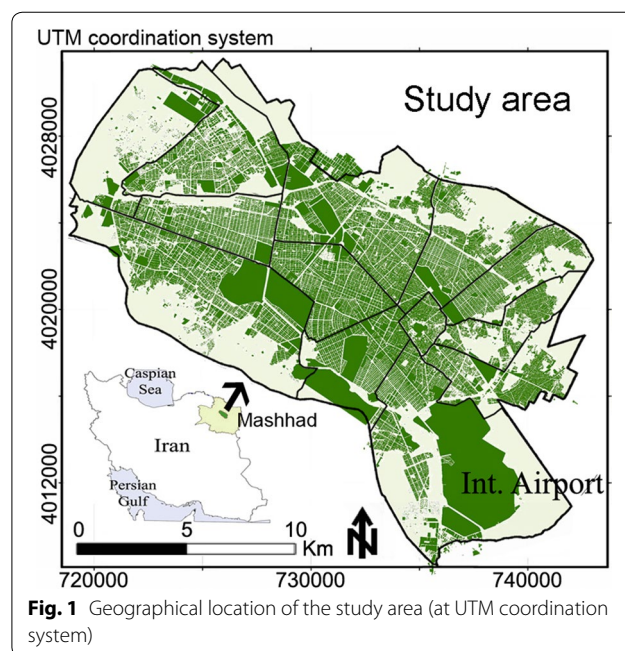 UTM coordination system
Study area
4028000
4020000
4012000
Caspian
Sea
Mashhad
Iran
Persian
Gulf
Int. Airport
0 5 10
Km
N
720000 730000 740000
Fig. 1 Geographical location of the study area (at UTM coordination
system)